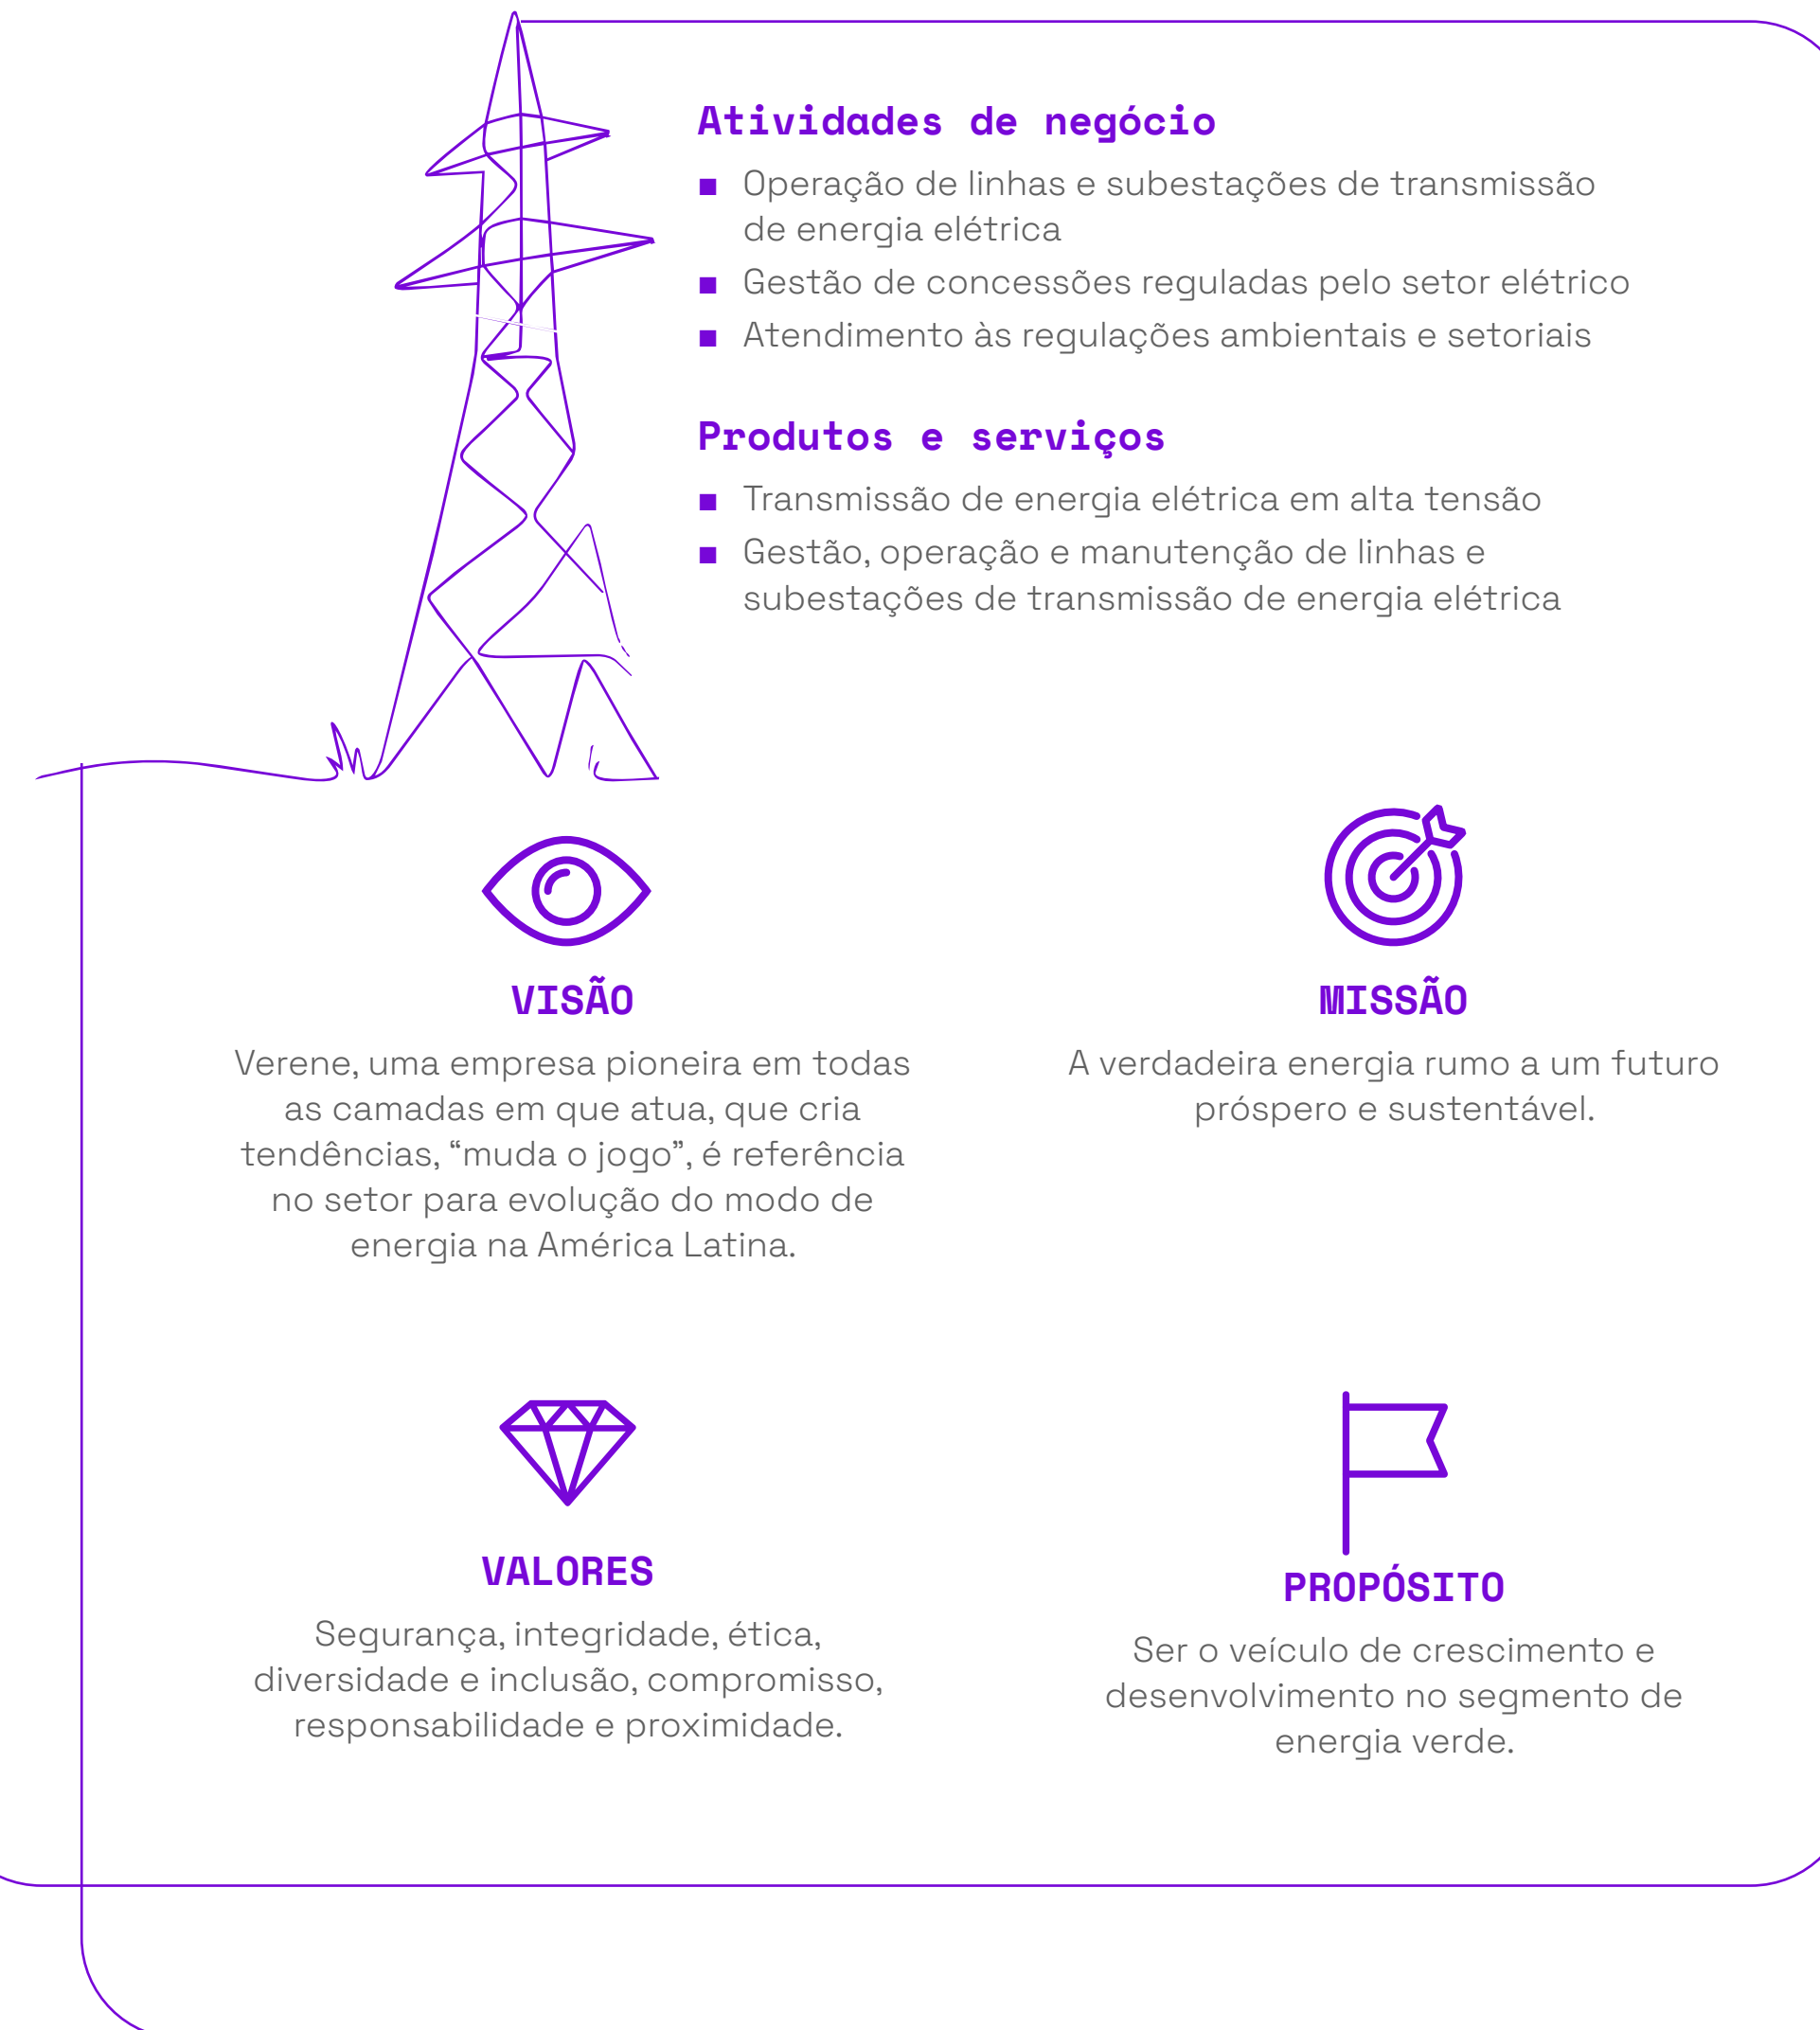 Atividades de negócio
■ Operação de linhas e subestações de transmissão
de energia elétrica
■ Gestão de concessões reguladas pelo setor elétrico
■ Atendimento às regulações ambientais e setoriais
Produtos e serviços
■ Transmissão de energia elétrica em alta tensão
■ Gestão, operação e manutenção de linhas e
subestações de transmissão de energia elétrica
VISÃO
Verene, uma empresa pioneira em todas
as camadas em que atua, que cria
tendências, “muda o jogo”, é referência
no setor para evolução do modo de
energia na América Latina.
MISSÃO
A verdadeira energia rumo a um futuro
próspero e sustentável.
VALORES
Segurança, integridade, ética,
diversidade e inclusão, compromisso,
responsabilidade e proximidade.
PROPÓSITO
Ser o veículo de crescimento e
desenvolvimento no segmento de
energia verde.